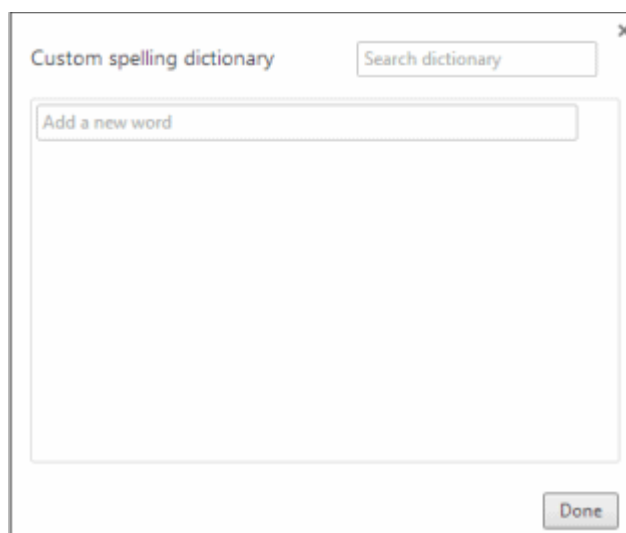 Custom spelling dictionary
Search dictionary
Add a new word
Done